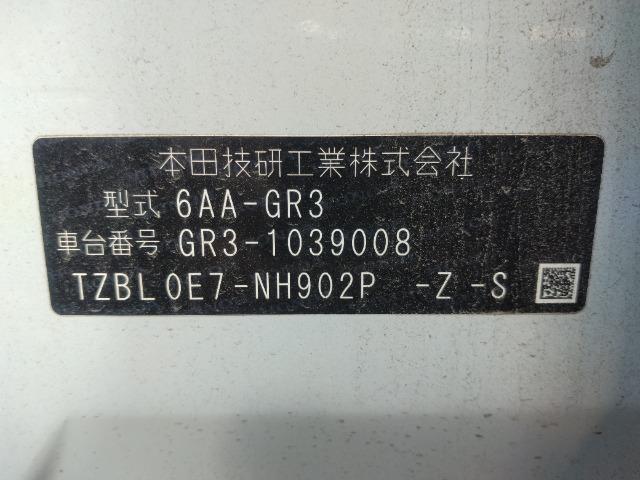 本田技研工業株式会社
型式 6AA-GR3
車台番号 GR3-1039008
TZBL0E7-NH902P -Z -S